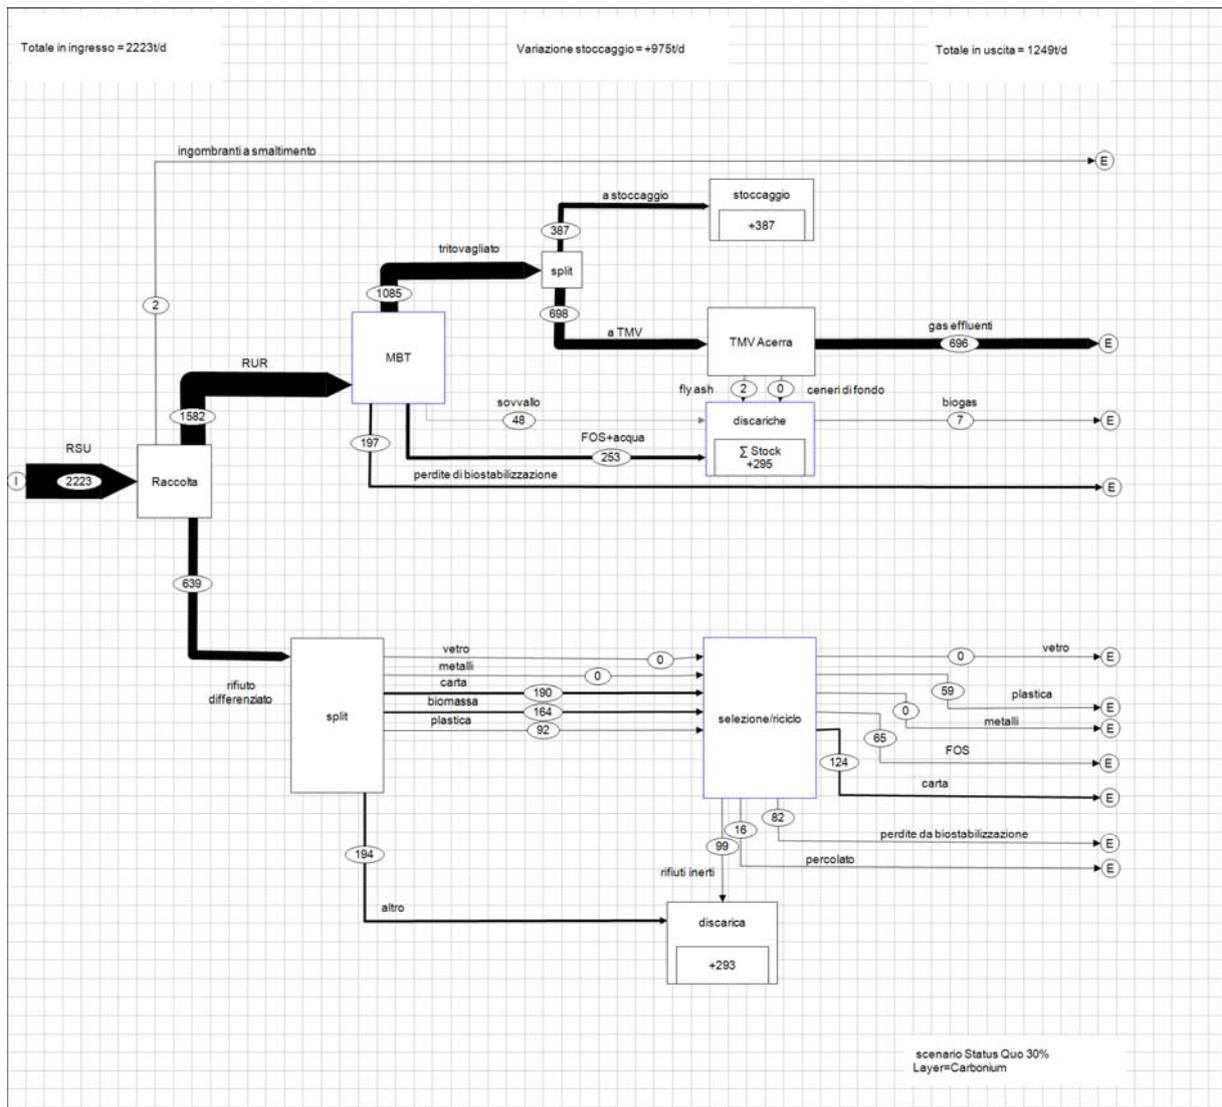 Totale in ingresso = 2223t/d
Variazione stoccaggio = +975t/d
Totale in uscita = 1249t/d
ingombranti a smaltimento
E
a stoccaggio
stoccaggio
+387
387
tritovagliato
split
1085
2
698
a TMV
TMV Acerra
gas effluenti
696
E
MBT
RUR
fly ash
2
0
ceneri di fondo
sovvallo
48
discariche
biogas
7
E
1582
197
FOS+acqua
253
∑ Stock
+295
RSU
perdite di biostabilizzazione
E
I
2223
Raccolta
639
vetro
0
0
vetro
E
metalli
0
59
plastica
E
carta
190
0
metalli
E
rifiuto
differenziato
split
biomassa
164
selezione/riciclo
65
FOS
E
plastica
92
124
carta
E
82
perdite da biostabilizzazione
E
16
percolato
E
99
rifiuti inerti
194
altro
discarica
+293
scenario Status Quo 30%
Layer=Carbonium